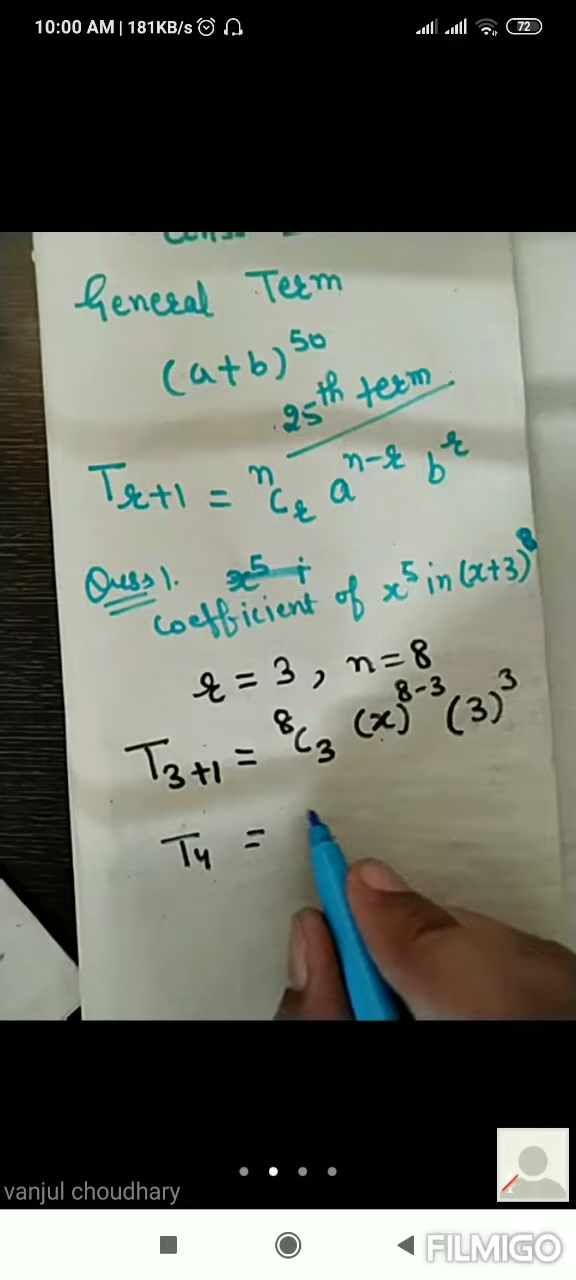 10:00 AM | 181KB/s
72
General Term
(a+b)^50
25th term
T_{r+1} = ^nC_r a^{n-r} b^r
Ques 1. x^5 i
coefficient of x^5 in (x+3)^8
r = 3, n = 8
T_{3+1} = ^8C_3 (x)^{8-3} (3)^3
T_4 =
vanjul choudhary
FILMIGO